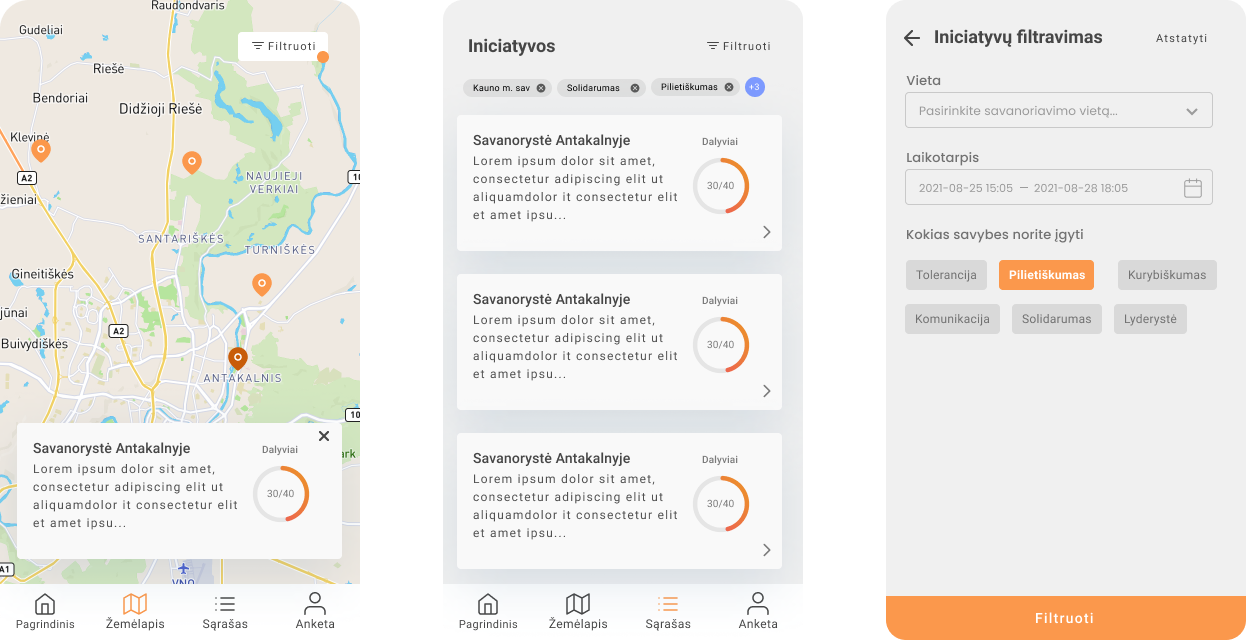 Raudondvaris
Gudeliai
Filtruoti
Riešė
Bendoriai
Didžioji Riešė
Klevinė
A2
10
NAUJIEJI
VERKIAI
žieniai
SANTARIŠKĖS
TURNIŠKĖS
Gineitiškės
jūnai
A2
Buivydiškės
ANTAKALNIS
10
ark
Savanorystė Antakalnyje
Dalyviai
Lorem ipsum dolor sit amet,
consectetur adipiscing elit ut
aliquamdolor it consectetur elit
et amet ipsu...
30/40
A1
VNO
Pagrindinis
Žemėlapis
Sąrašas
Anketa
Iniciatyvos
Filtruoti
Kauno m. sav
Solidarumas
Pilietiškumas
+3
Savanorystė Antakalnyje
Dalyviai
Lorem ipsum dolor sit amet,
consectetur adipiscing elit ut
aliquamdolor it consectetur elit
et amet ipsu...
30/40
Savanorystė Antakalnyje
Dalyviai
Lorem ipsum dolor sit amet,
consectetur adipiscing elit ut
aliquamdolor it consectetur elit
et amet ipsu...
30/40
Savanorystė Antakalnyje
Dalyviai
Lorem ipsum dolor sit amet,
consectetur adipiscing elit ut
aliquamdolor it consectetur elit
et amet ipsu...
30/40
Pagrindinis
Žemėlapis
Sąrašas
Anketa
Iniciatyvų filtravimas
Atstatyti
Vieta
Pasirinkite savanoriavimo vietą...
Laikotarpis
2021-08-25 15:05 — 2021-08-28 18:05
Kokias savybes norite įgyti
Tolerancija
Pilietiškumas
Kurybiškumas
Komunikacija
Solidarumas
Lyderystė
Filtruoti